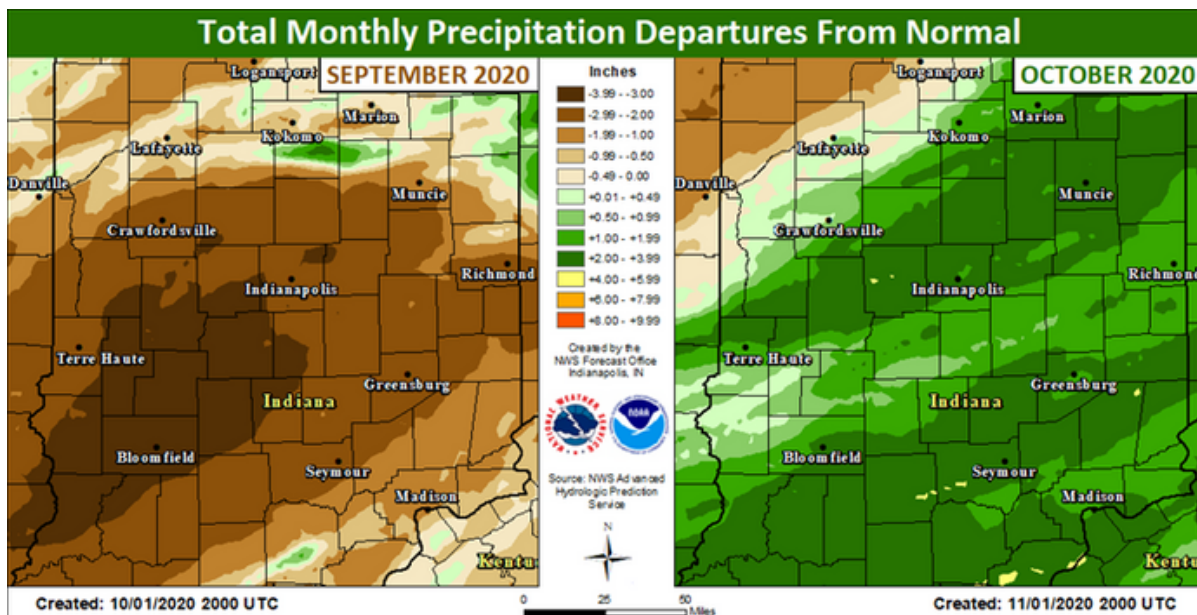 Total Monthly Precipitation Departures From Normal
SEPTEMBER 2020
Logansport
Marion
Kokomo
Lafayette
Danville
Muncie
Crawfordsville
Richmond
Indianapolis
Terre Haute
Greensburg
Indiana
Bloomfield
Seymour
Madison
Kentu
Created: 10/01/2020 2000 UTC
Inches
-3.99 - -3.00
-2.99 - -2.00
-1.99 - -1.00
-0.99 - -0.50
-0.49 - 0.00
+0.01 - +0.49
+0.50 - +0.99
+1.00 - +1.99
+2.00 - +3.99
+4.00 - +5.99
+6.00 - +7.99
+8.00 - +9.99
Created by the
NWS Forecast Office
Indianapolis, IN
NATIONAL WEATHER SERVICE
NOAA
Source: NWS Advanced
Hydrologic Prediction
Service
N
0 25 50
Miles
OCTOBER 2020
Logansport
Marion
Kokomo
Lafayette
Danville
Muncie
Crawfordsville
Richmond
Indianapolis
Terre Haute
Greensburg
Indiana
Bloomfield
Seymour
Madison
Kentu
Created: 11/01/2020 2000 UTC